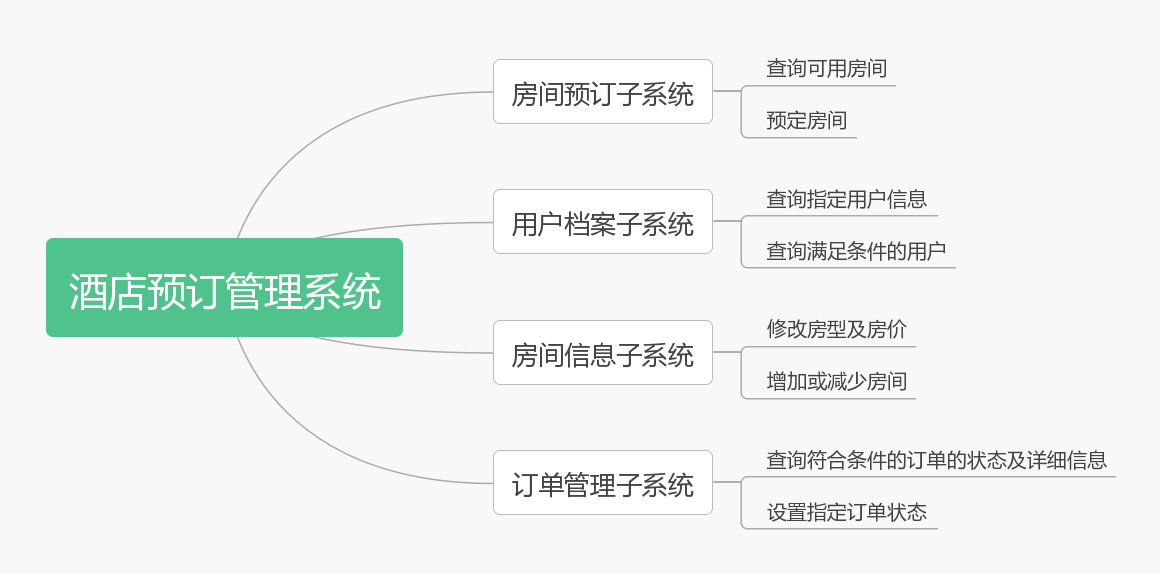 酒店预订管理系统
房间预订子系统
查询可用房间
预定房间
用户档案子系统
查询指定用户信息
查询满足条件的用户
房间信息子系统
修改房型及房价
增加或减少房间
订单管理子系统
查询符合条件的订单的状态及详细信息
设置指定订单状态